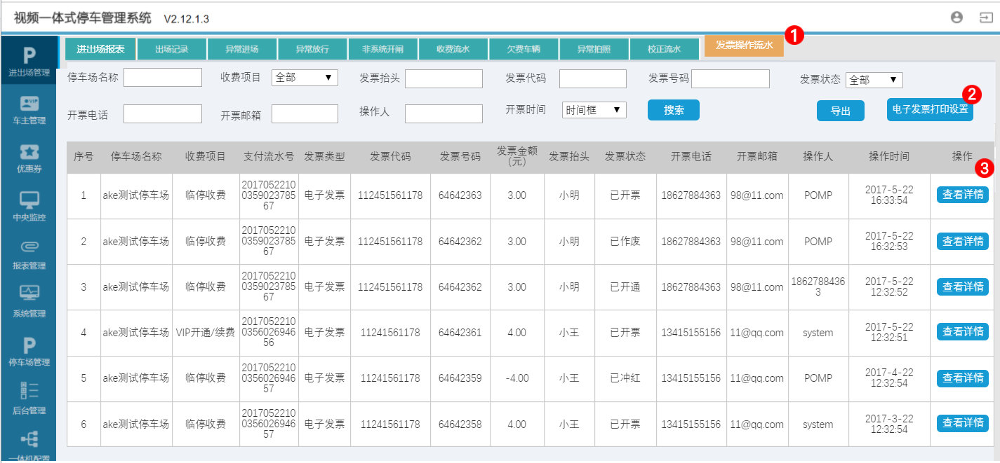 视频一体式停车管理系统 V2.12.1.3
进出场报表 出场记录 异常进场 异常放行 非系统开闸 收费流水 欠费车辆 异常拍照 校正流水 发票操作流水 1
P
进出场管理
车主管理
优惠券
中央监控
报表管理
系统管理
P
停车场管理
后台管理
一体机配置
停车场名称 收费项目 全部 ▼ 发票抬头 发票代码 发票号码 发票状态 全部 ▼
开票电话 开票邮箱 操作人 开票时间 时间框 ▼ 搜索 导出 电子发票打印设置 2
序号 停车场名称 收费项目 支付流水号 发票类型 发票代码 发票号码 发票金额(元) 发票抬头 发票状态 开票电话 开票邮箱 操作人 操作时间 操作 3
1 ake测试停车场 临停收费 2017052210035902378567 电子发票 112451561178 64642363 3.00 小明 已开票 18627884363 98@11.com POMP 2017-5-22 16:33:54 查看详情
2 ake测试停车场 临停收费 2017052210035902378567 电子发票 112451561178 64642362 3.00 小明 已作废 18627884363 98@11.com POMP 2017-5-22 16:32:53 查看详情
3 ake测试停车场 临停收费 2017052210035902378567 电子发票 112451561178 64642362 3.00 小明 已开通 18627884363 98@11.com 18627884363 2017-5-22 12:32:52 查看详情
4 ake测试停车场 VIP开通/续费 2017052210035602694656 电子发票 11241561178 64642361 4.00 小王 已开票 13415155156 11@qq.com system 2017-5-22 12:32:51 查看详情
5 ake测试停车场 临停收费 2017052210035602694657 电子发票 11241561178 64642359 -4.00 小王 已冲红 13415155156 11@qq.com POMP 2017-4-22 12:32:54 查看详情
6 ake测试停车场 临停收费 2017052210035602694657 电子发票 11241561178 64642358 4.00 小王 已开票 13415155156 11@qq.com system 2017-3-22 12:32:54 查看详情